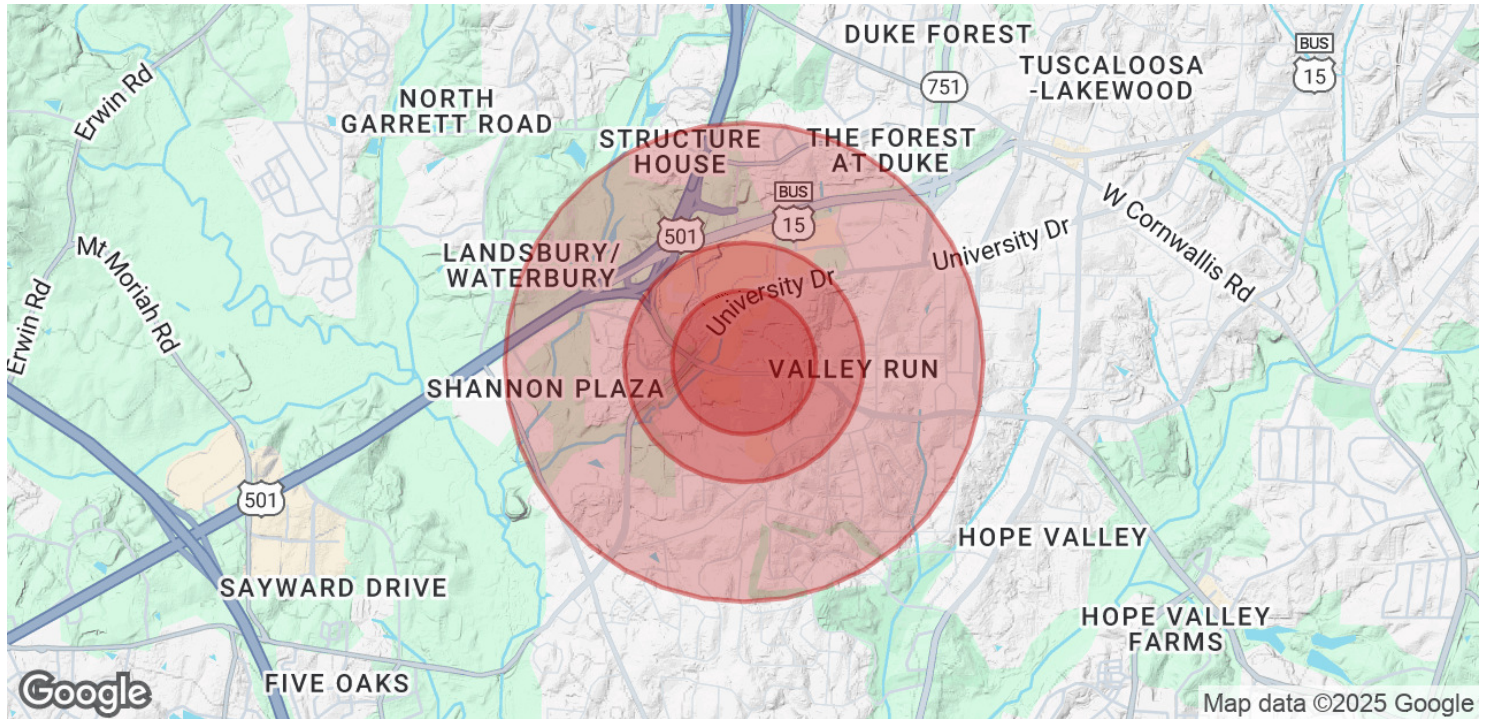 DUKE FOREST
TUSCALOOSA
-LAKEWOOD
BUS
15
751
Erwin Rd
NORTH
GARRETT ROAD
STRUCTURE
HOUSE
THE FOREST
AT DUKE
BUS
15
501
W Cornwallis Rd
University Dr
Mt Moriah Rd
LANDSBURY/
WATERBURY
University Dr
Erwin Rd
SHANNON PLAZA
VALLEY RUN
501
HOPE VALLEY
SAYWARD DRIVE
HOPE VALLEY
FARMS
FIVE OAKS
Google
Map data ©2025 Google